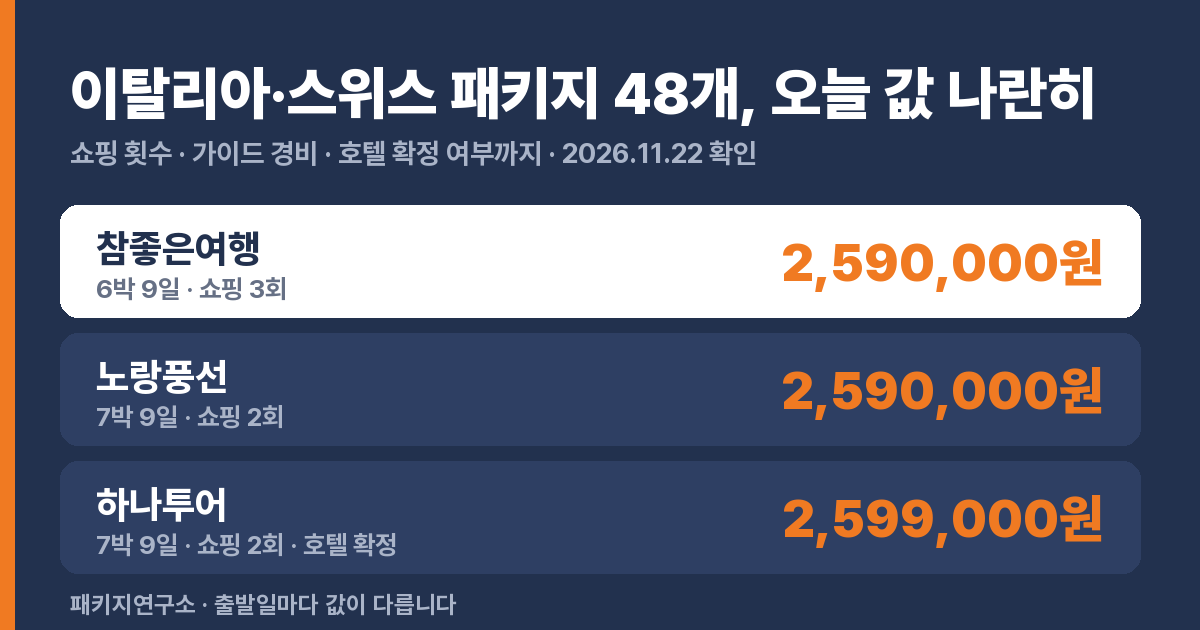 이탈리아·스위스 패키지 48개, 오늘 값 나란히
쇼핑 횟수 · 가이드 경비 · 호텔 확정 여부까지 · 2026.11.22 확인
참좋은여행
2,590,000원
6박 9일 · 쇼핑 3회
노랑풍선
2,590,000원
7박 9일 · 쇼핑 2회
하나투어
2,599,000원
7박 9일 · 쇼핑 2회 · 호텔 확정
패키지연구소 · 출발일마다 값이 다릅니다